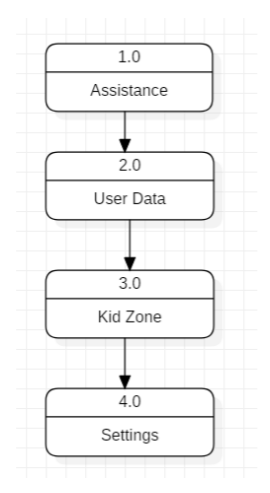 1.0
Assistance
2.0
User Data
3.0
Kid Zone
4.0
Settings